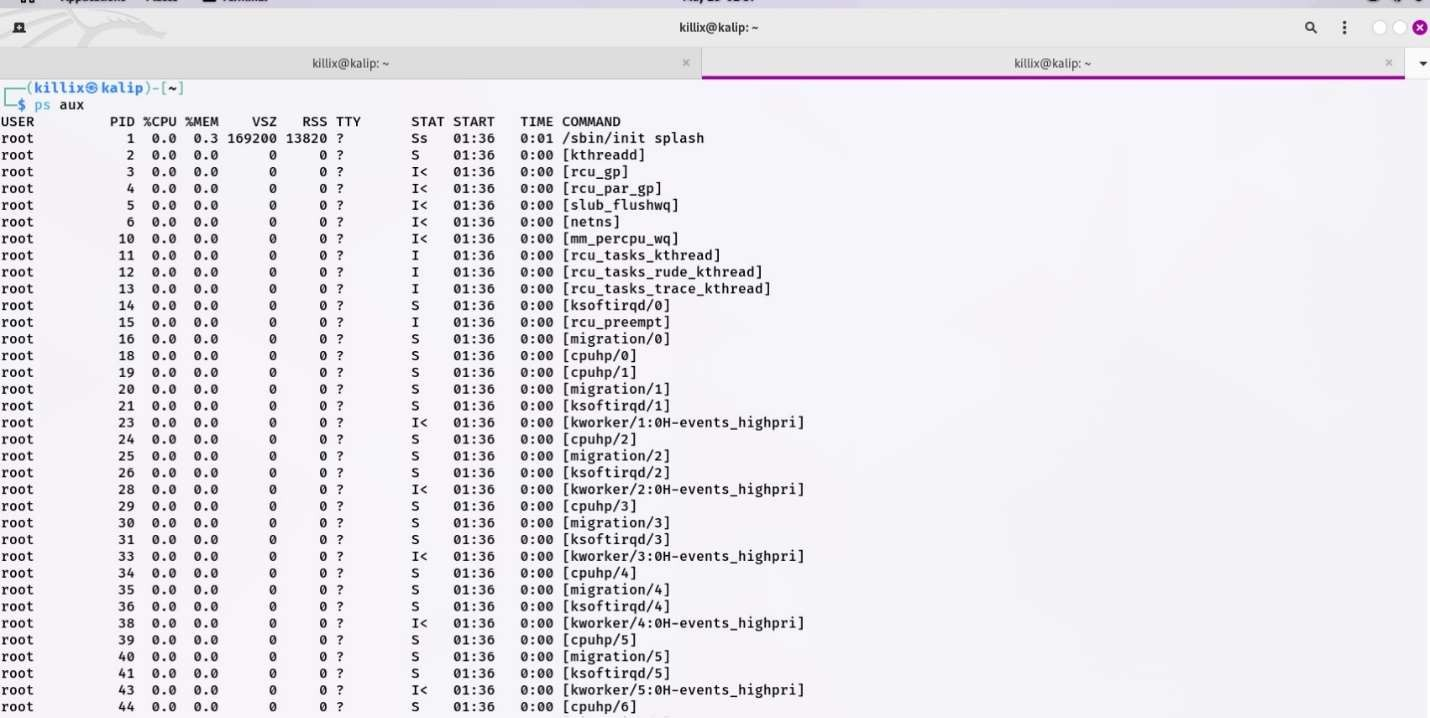 killix@kalip: ~
killix@kalip: ~ × killix@kalip: ~ ×
(killix㉿kalip)-[~]
$ ps aux
USER PID %CPU %MEM VSZ RSS TTY STAT START TIME COMMAND
root 1 0.0 0.3 169200 13820 ? Ss 01:36 0:01 /sbin/init splash
root 2 0.0 0.0 0 0 ? S 01:36 0:00 [kthreadd]
root 3 0.0 0.0 0 0 ? I< 01:36 0:00 [rcu_gp]
root 4 0.0 0.0 0 0 ? I< 01:36 0:00 [rcu_par_gp]
root 5 0.0 0.0 0 0 ? I< 01:36 0:00 [slub_flushwq]
root 6 0.0 0.0 0 0 ? I< 01:36 0:00 [netns]
root 10 0.0 0.0 0 0 ? I< 01:36 0:00 [mm_percpu_wq]
root 11 0.0 0.0 0 0 ? I 01:36 0:00 [rcu_tasks_kthread]
root 12 0.0 0.0 0 0 ? I 01:36 0:00 [rcu_tasks_rude_kthread]
root 13 0.0 0.0 0 0 ? I 01:36 0:00 [rcu_tasks_trace_kthread]
root 14 0.0 0.0 0 0 ? S 01:36 0:00 [ksoftirqd/0]
root 15 0.0 0.0 0 0 ? I 01:36 0:00 [rcu_preempt]
root 16 0.0 0.0 0 0 ? S 01:36 0:00 [migration/0]
root 18 0.0 0.0 0 0 ? S 01:36 0:00 [cpuhp/0]
root 19 0.0 0.0 0 0 ? S 01:36 0:00 [cpuhp/1]
root 20 0.0 0.0 0 0 ? S 01:36 0:00 [migration/1]
root 21 0.0 0.0 0 0 ? S 01:36 0:00 [ksoftirqd/1]
root 23 0.0 0.0 0 0 ? I< 01:36 0:00 [kworker/1:0H-events_highpri]
root 24 0.0 0.0 0 0 ? S 01:36 0:00 [cpuhp/2]
root 25 0.0 0.0 0 0 ? S 01:36 0:00 [migration/2]
root 26 0.0 0.0 0 0 ? S 01:36 0:00 [ksoftirqd/2]
root 28 0.0 0.0 0 0 ? I< 01:36 0:00 [kworker/2:0H-events_highpri]
root 29 0.0 0.0 0 0 ? S 01:36 0:00 [cpuhp/3]
root 30 0.0 0.0 0 0 ? S 01:36 0:00 [migration/3]
root 31 0.0 0.0 0 0 ? S 01:36 0:00 [ksoftirqd/3]
root 33 0.0 0.0 0 0 ? I< 01:36 0:00 [kworker/3:0H-events_highpri]
root 34 0.0 0.0 0 0 ? S 01:36 0:00 [cpuhp/4]
root 35 0.0 0.0 0 0 ? S 01:36 0:00 [migration/4]
root 36 0.0 0.0 0 0 ? S 01:36 0:00 [ksoftirqd/4]
root 38 0.0 0.0 0 0 ? I< 01:36 0:00 [kworker/4:0H-events_highpri]
root 39 0.0 0.0 0 0 ? S 01:36 0:00 [cpuhp/5]
root 40 0.0 0.0 0 0 ? S 01:36 0:00 [migration/5]
root 41 0.0 0.0 0 0 ? S 01:36 0:00 [ksoftirqd/5]
root 43 0.0 0.0 0 0 ? I< 01:36 0:00 [kworker/5:0H-events_highpri]
root 44 0.0 0.0 0 0 ? S 01:36 0:00 [cpuhp/6]